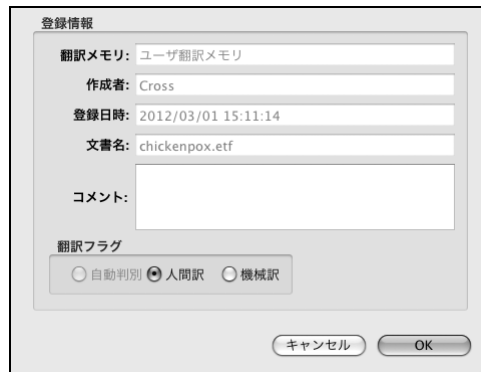 登録情報
翻訳メモリ: ユーザ翻訳メモリ
作成者: Cross
登録日時: 2012/03/01 15:11:14
文書名: chickenpox.etf
コメント:
翻訳フラグ
自動判別 人間訳 機械訳
キャンセル OK